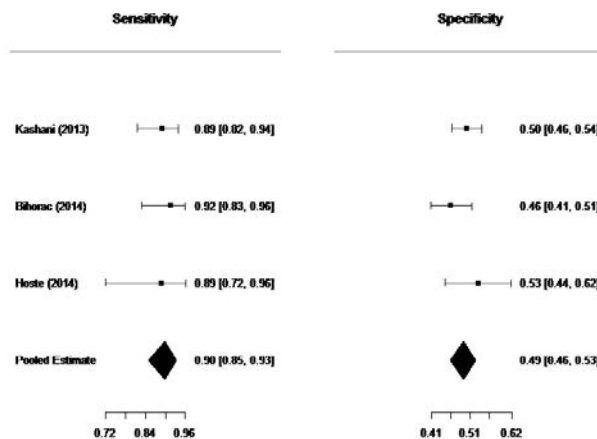 Sensitivity Specificity
Kashani (2013) 0.89 [0.82, 0.94] 0.50 [0.46, 0.54]
Bihorac (2014) 0.92 [0.83, 0.96] 0.46 [0.41, 0.51]
Hoste (2014) 0.89 [0.72, 0.96] 0.53 [0.44, 0.62]
Pooled Estimate 0.90 [0.85, 0.93] 0.49 [0.46, 0.53]
0.72 0.84 0.96 0.41 0.51 0.62